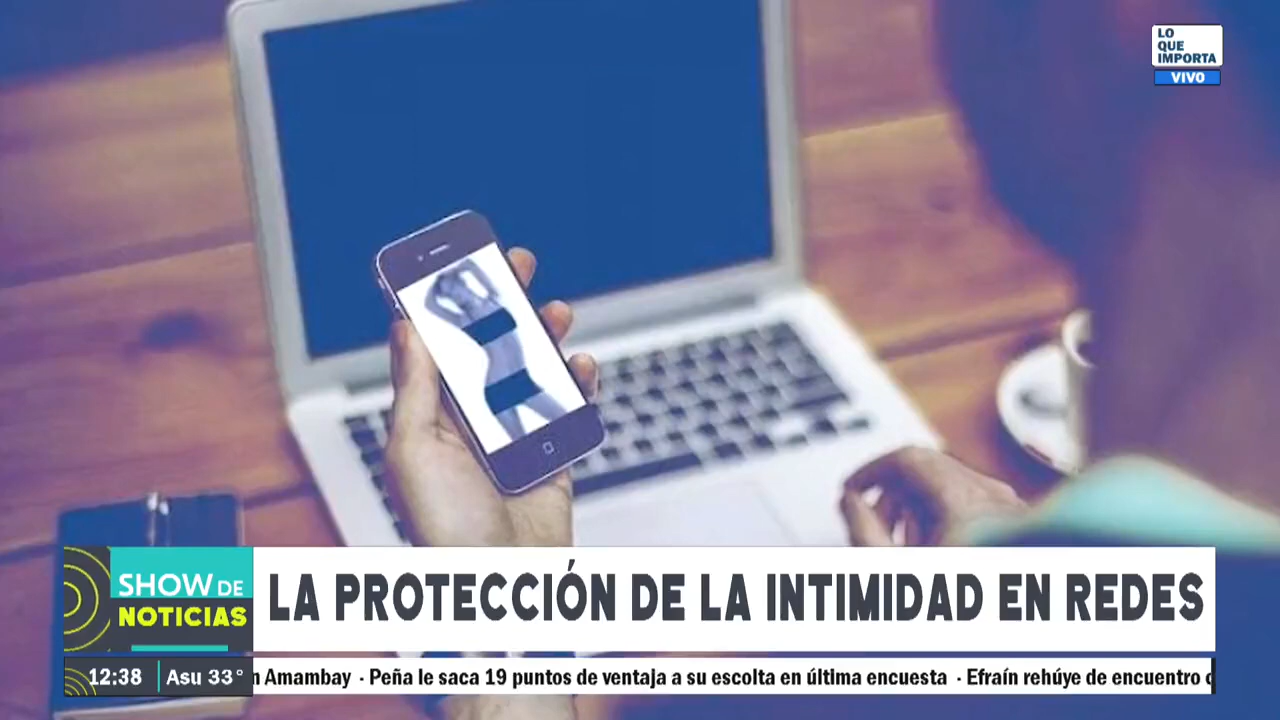 LO
QUE
IMPORTA
VIVO
SHOW DE
NOTICIAS
LA PROTECCIÓN DE LA INTIMIDAD EN REDES
12:38 Asu 33° Amambay · Peña le saca 19 puntos de ventaja a su escolta en última encuesta · Efraín rehúye de encuentro